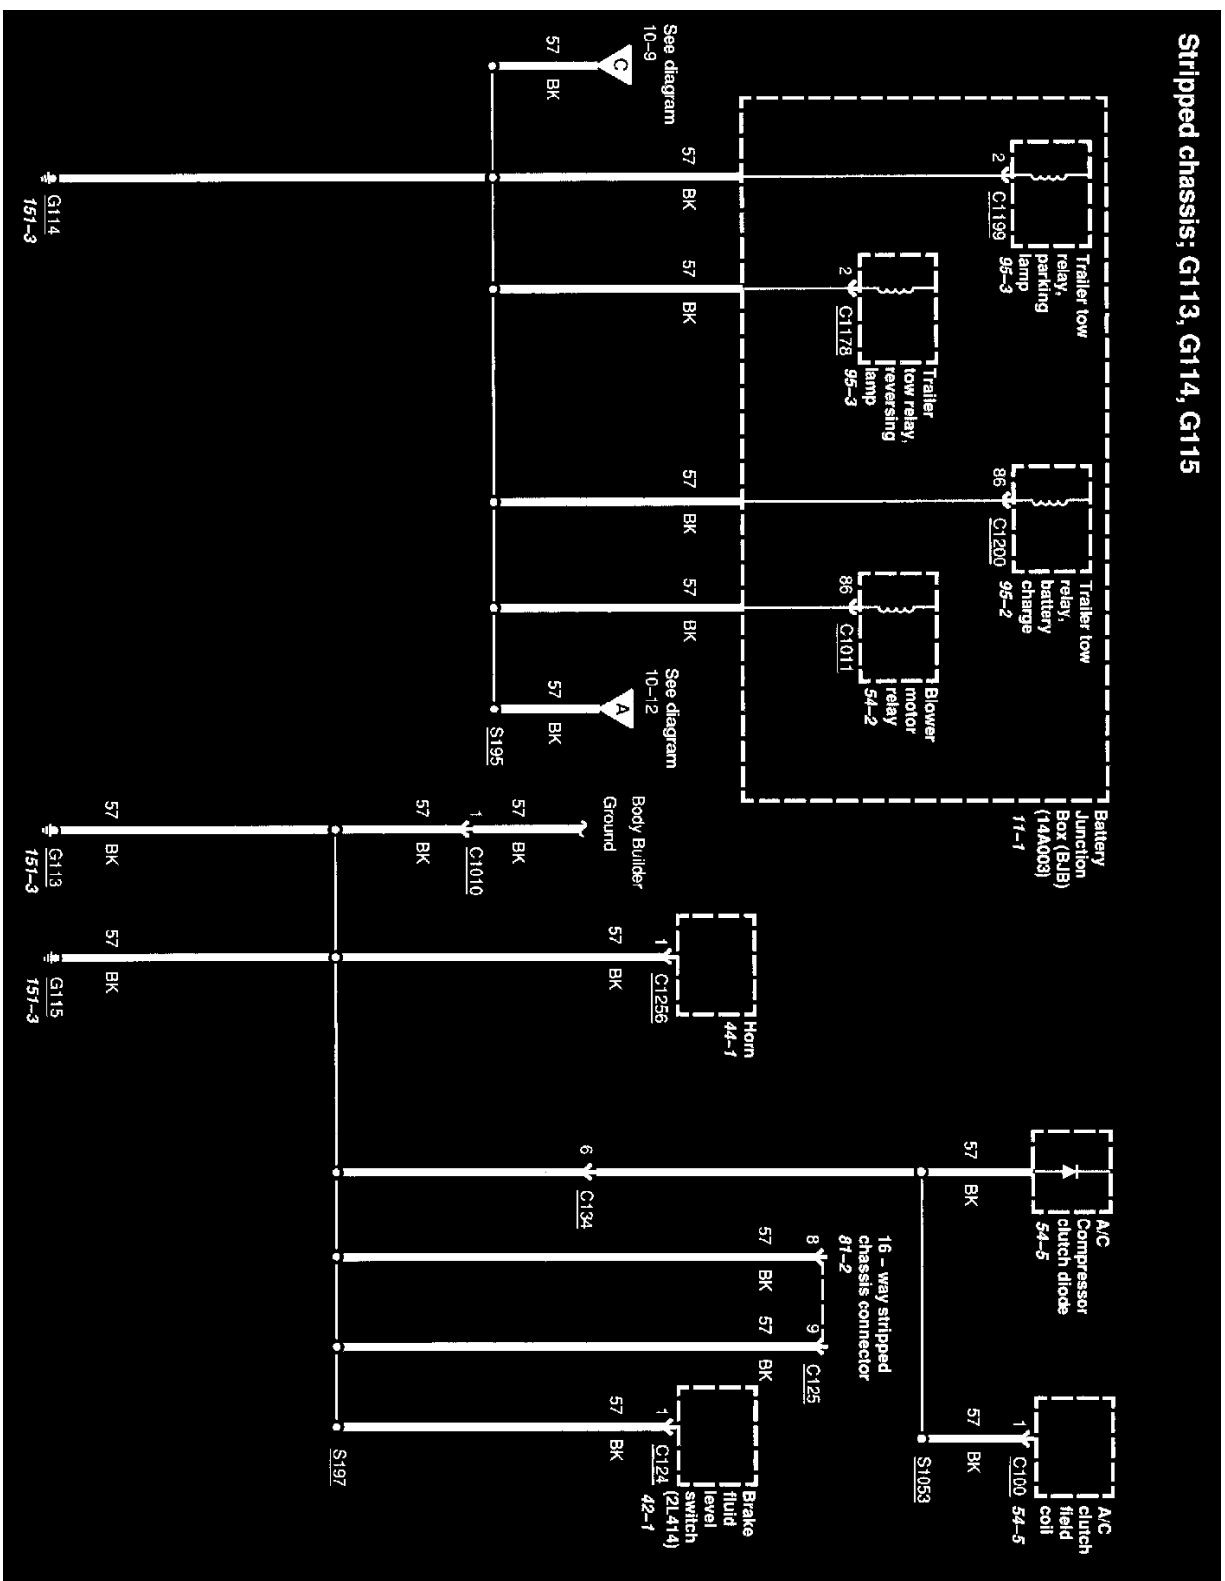 Stripped chassis; G113, G114, G115
See diagram
10–9
C
57
BK
57
BK
57
BK
57
BK
57
BK
See diagram
10–12
A
57
BK
S195
G114
151–3
2
C1199
Trailer tow
relay,
parking
lamp
95–3
2
C1178
Trailer
tow relay,
reversing
lamp
95–3
86
C1200
Trailer tow
relay,
battery
charge
95–2
86
C1011
Blower
motor
relay
54–2
Battery
Junction
Box (BJB)
(14A003)
11–1
Body Builder
Ground
57
BK
1
C1010
57
BK
57
BK
G113
151–3
Horn
44–1
1
C1256
57
BK
57
BK
G115
151–3
A/C
Compressor
clutch diode
54–5
57
BK
6
C134
16 – way stripped
chassis connector
81–2
8
57
BK
9
C125
57
BK
A/C
clutch
field
coil
54–5
1
C100
57
BK
S1053
Brake
fluid
level
switch
(2L414)
42–1
1
C124
57
BK
S197